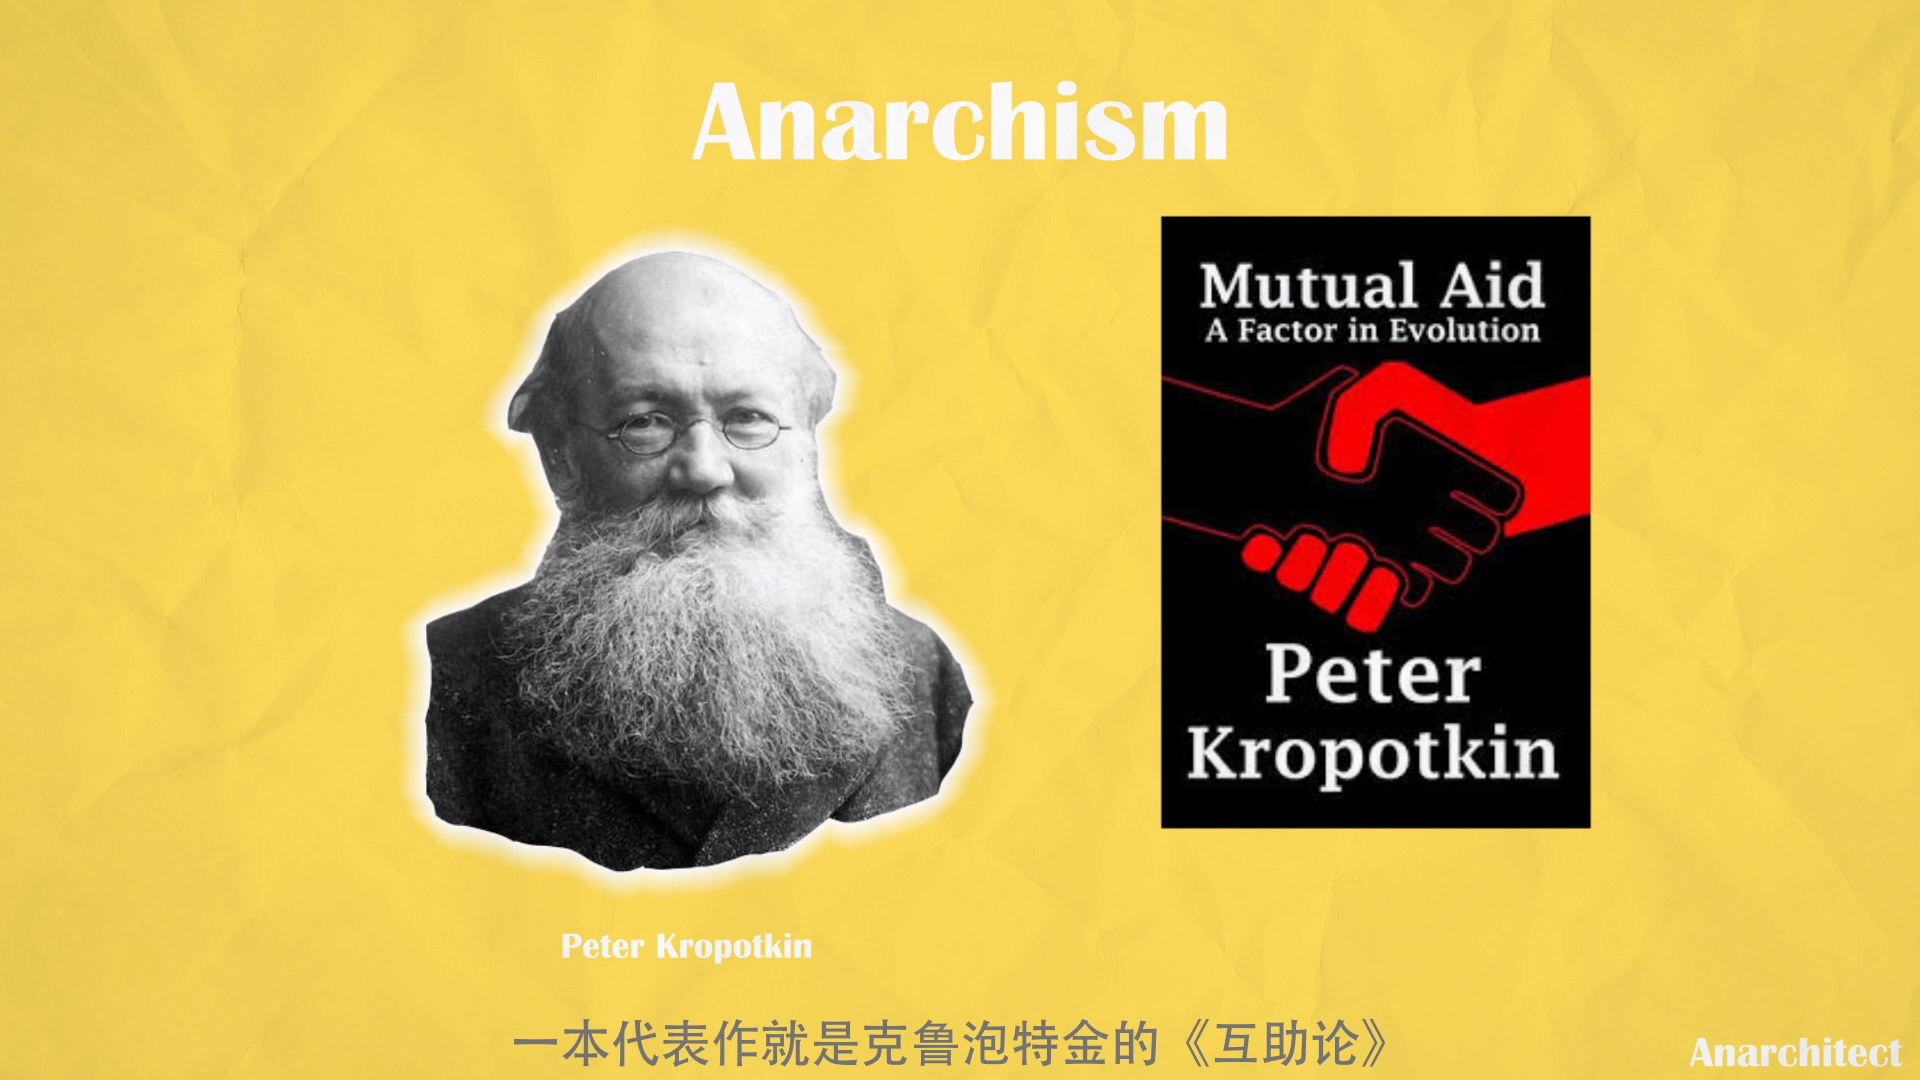 Anarchism
Mutual Aid
A Factor in Evolution
Peter
Kropotkin
Peter Kropotkin
一本代表作就是克鲁泡特金的《互助论》
Anarchitect